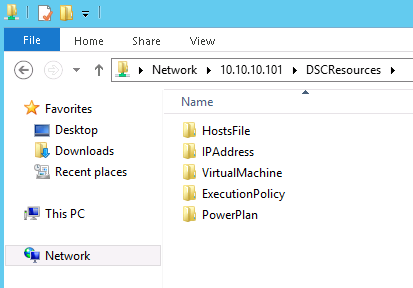 File Home Share View
Network 10.10.10.101 DSCResources
Favorites
Desktop
Downloads
Recent places
This PC
Network
Name
HostsFile
IPAddress
VirtualMachine
ExecutionPolicy
PowerPlan